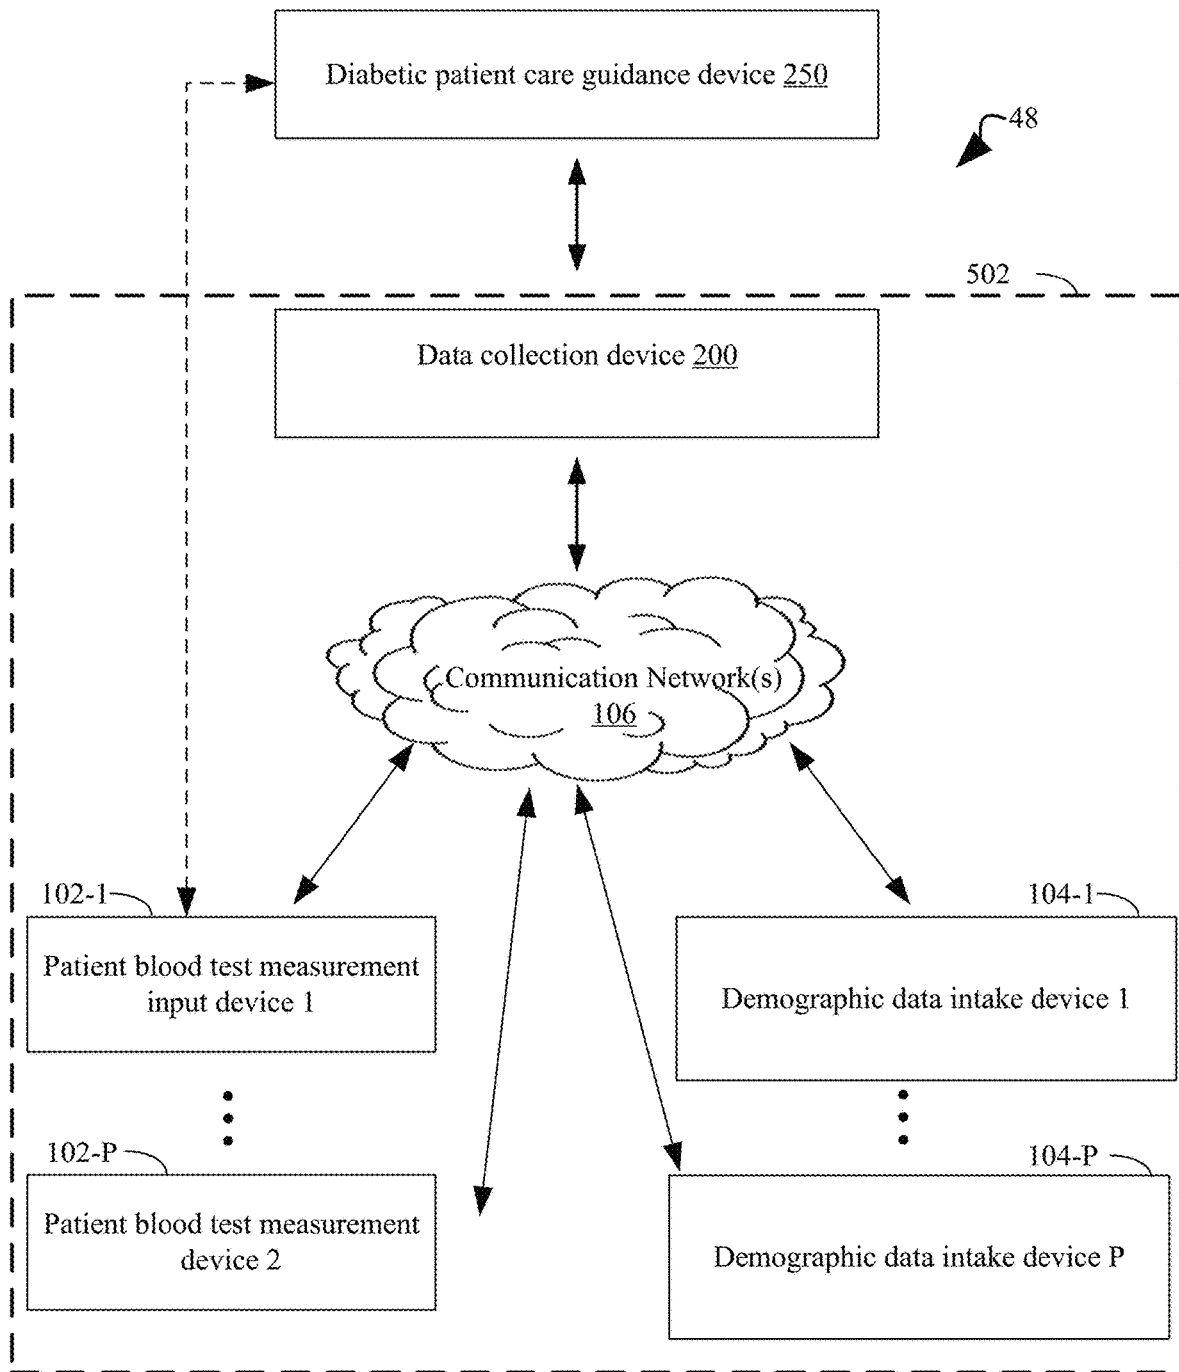 Diabetic patient care guidance device 250
48
502
Data collection device 200
Communication Network(s)
106
102-1
104-1
Patient blood test measurement
input device 1
Demographic data intake device 1
102-P
104-P
Patient blood test measurement
device 2
Demographic data intake device P